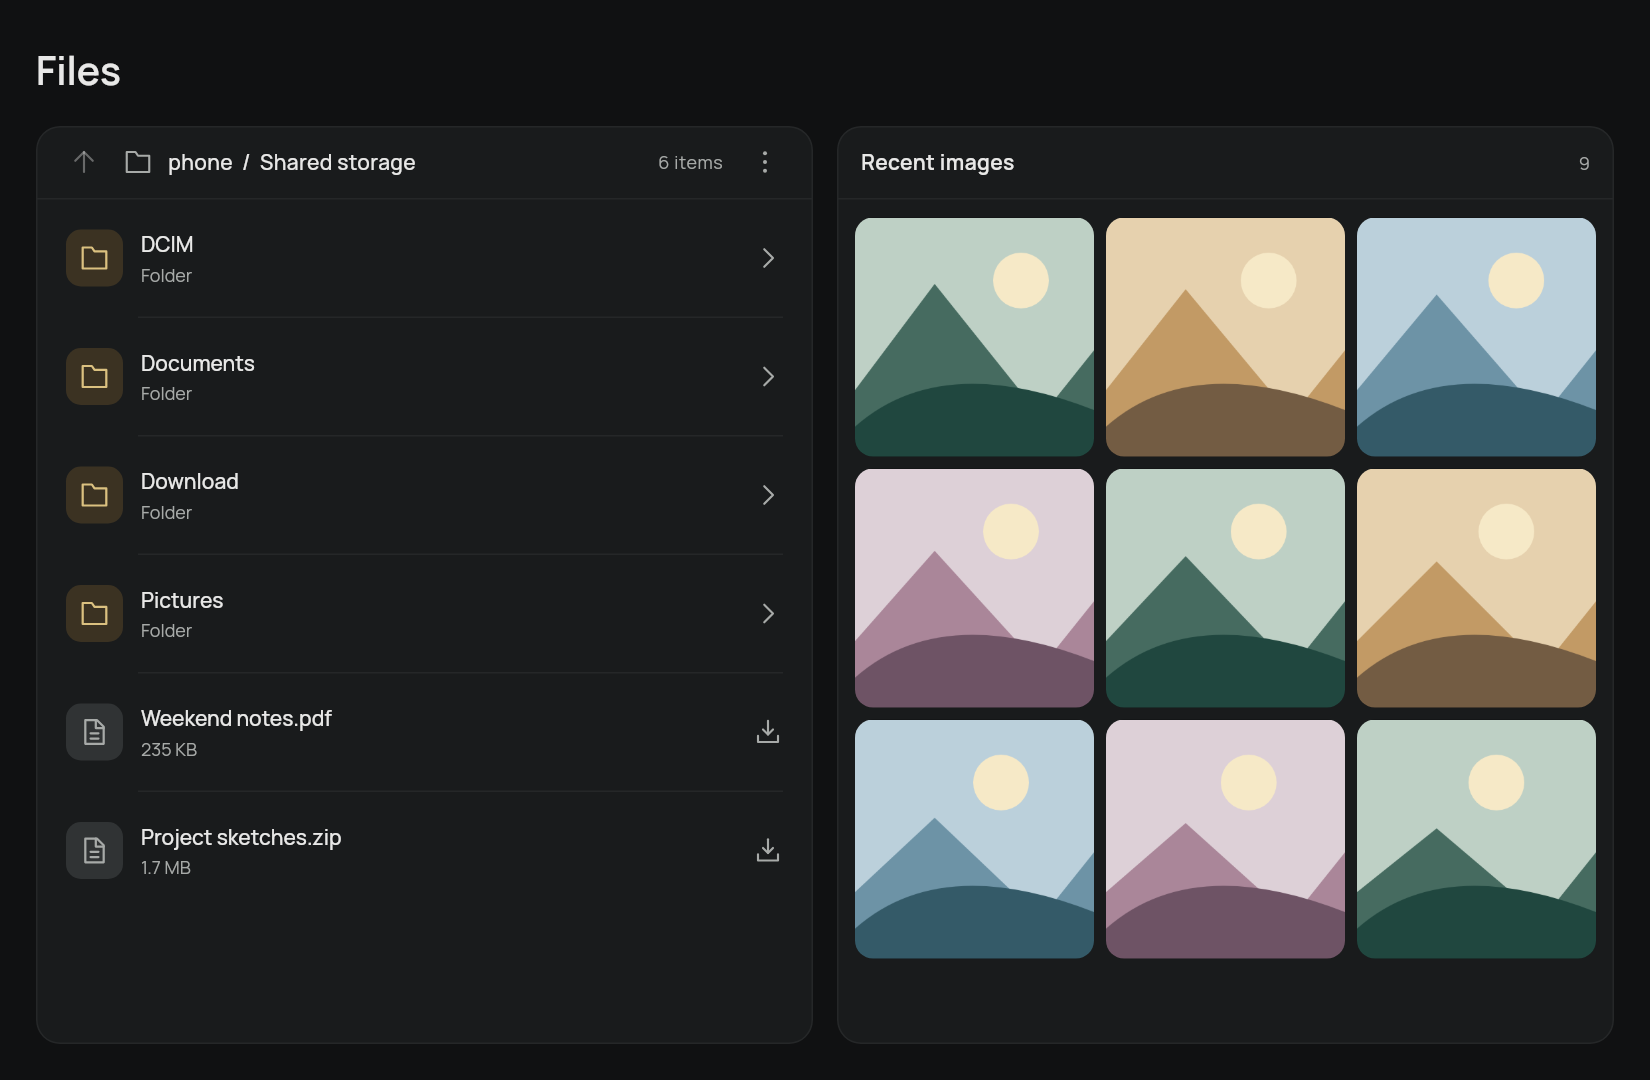 Files
phone / Shared storage
6 items
DCIM
Folder
Documents
Folder
Download
Folder
Pictures
Folder
Weekend notes.pdf
235 KB
Project sketches.zip
1.7 MB
Recent images
9